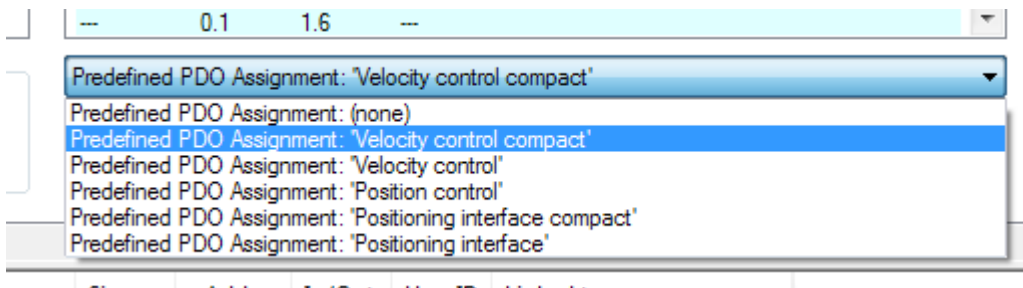 --- 0.1 1.6 ---
Predefined PDO Assignment: 'Velocity control compact'
Predefined PDO Assignment: (none)
Predefined PDO Assignment: 'Velocity control compact'
Predefined PDO Assignment: 'Velocity control'
Predefined PDO Assignment: 'Position control'
Predefined PDO Assignment: 'Positioning interface compact'
Predefined PDO Assignment: 'Positioning interface'